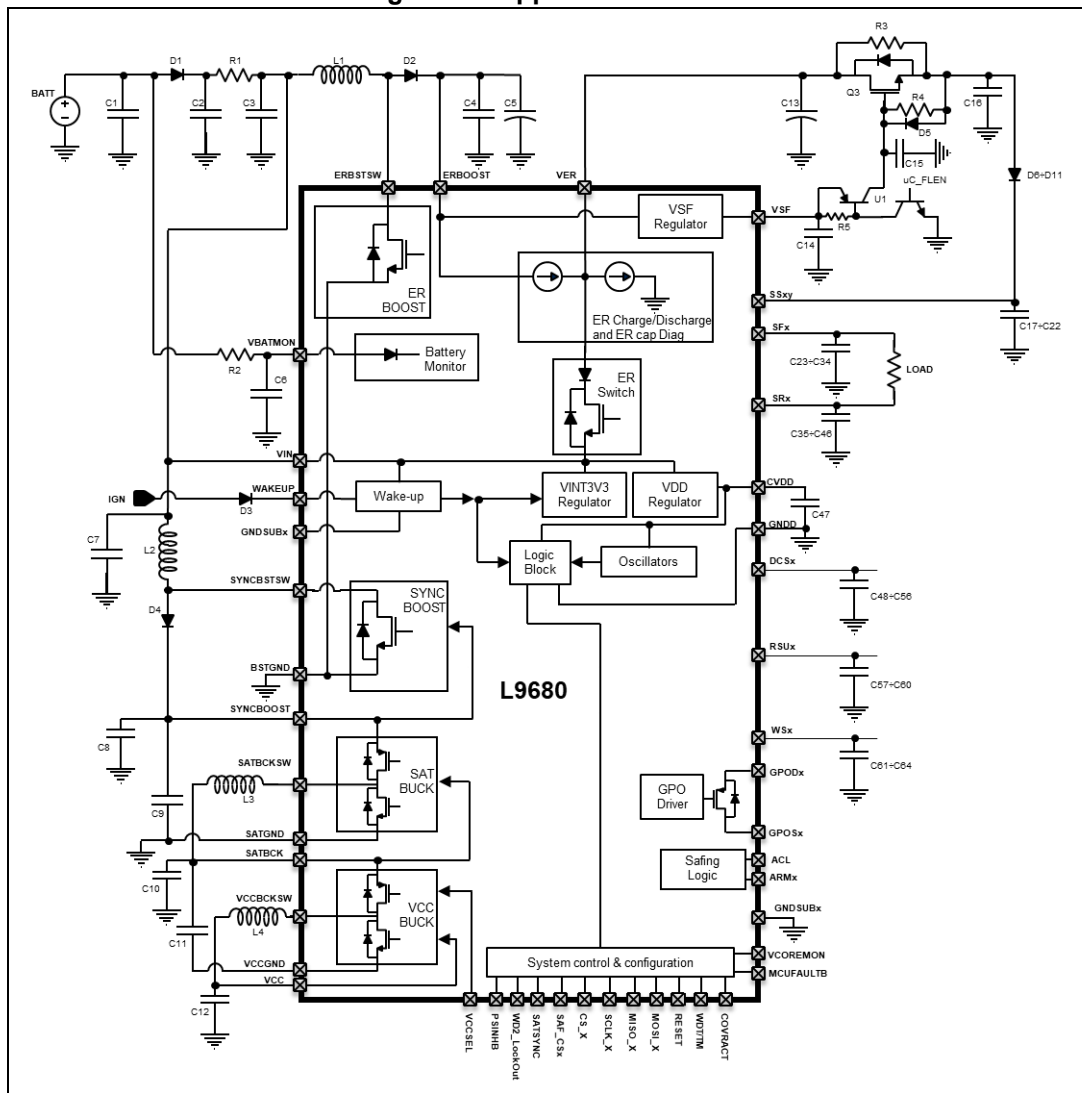 BATT
D1
R1
L1
D2
R3
C1
C2
C3
C4
C5
C13
Q3
R4
D5
C16
C15
D6÷D11
uC_FLEN
U1
ERBSTSW
ERBOOST
VER
VSF Regulator
VSF
R5
C14
ER BOOST
ER Charge/Discharge
and ER cap Diag
SSxy
C17÷C22
SFx
C23÷C34
LOAD
SRx
C35÷C46
VBATMON
R2
C6
Battery Monitor
ER Switch
VIN
IGN
D3
WAKEUP
Wake-up
VINT3V3 Regulator
VDD Regulator
CVDD
C47
GNDD
GNDSUBx
C7
L2
Logic Block
Oscillators
DCSx
C48÷C56
SYNCBSTSW
D4
SYNC BOOST
BSTGND
L9680
RSUx
C57÷C60
SYNCBOOST
C8
WSx
C61÷C64
SATBCKSW
L3
SAT BUCK
GPO Driver
GPODx
GPOSx
C9
SATGND
SATBCK
C10
Safing Logic
ACL
ARMx
VCCBCKSW
L4
VCC BUCK
GNDSUBx
C11
VCCGND
VCC
C12
System control & configuration
VCOREMON
MCUFAULTB
VCCSEL
PSINHB
WD2_LockOut
SATSYNC
SAF_CSx
CS_X
SCLK_X
MISO_X
MOSI_X
RESET
WDT/TM
COVRACT